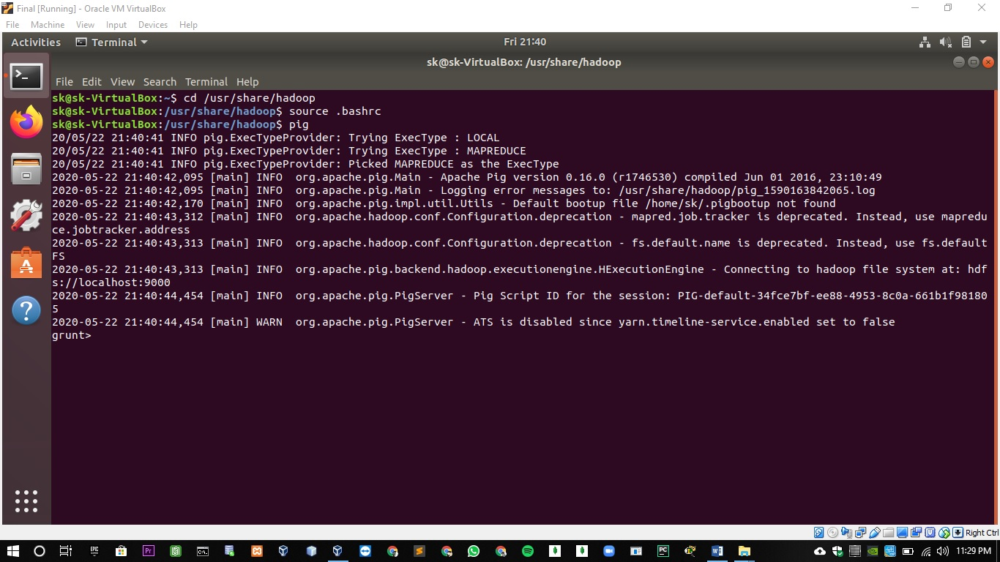 Final [Running] - Oracle VM VirtualBox
File Machine View Input Devices Help
Activities Terminal Fri 21:40
sk@sk-VirtualBox: /usr/share/hadoop
File Edit View Search Terminal Help
sk@sk-VirtualBox:~$ cd /usr/share/hadoop
sk@sk-VirtualBox:/usr/share/hadoop$ source .bashrc
sk@sk-VirtualBox:/usr/share/hadoop$ pig
20/05/22 21:40:41 INFO pig.ExecTypeProvider: Trying ExecType : LOCAL
20/05/22 21:40:41 INFO pig.ExecTypeProvider: Trying ExecType : MAPREDUCE
20/05/22 21:40:41 INFO pig.ExecTypeProvider: Picked MAPREDUCE as the ExecType
2020-05-22 21:40:42,095 [main] INFO  org.apache.pig.Main - Apache Pig version 0.16.0 (r1746530) compiled Jun 01 2016, 23:10:49
2020-05-22 21:40:42,095 [main] INFO  org.apache.pig.Main - Logging error messages to: /usr/share/hadoop/pig_1590163842065.log
2020-05-22 21:40:42,170 [main] INFO  org.apache.pig.impl.util.Utils - Default bootup file /home/sk/.pigbootup not found
2020-05-22 21:40:43,312 [main] INFO  org.apache.hadoop.conf.Configuration.deprecation - mapred.job.tracker is deprecated. Instead, use mapredu
ce.jobtracker.address
2020-05-22 21:40:43,313 [main] INFO  org.apache.hadoop.conf.Configuration.deprecation - fs.default.name is deprecated. Instead, use fs.default
FS
2020-05-22 21:40:43,313 [main] INFO  org.apache.pig.backend.hadoop.executionengine.HExecutionEngine - Connecting to hadoop file system at: hdf
s://localhost:9000
2020-05-22 21:40:44,454 [main] INFO  org.apache.pig.PigServer - Pig Script ID for the session: PIG-default-34fce7bf-ee88-4953-8c0a-661b1f98180
5
2020-05-22 21:40:44,454 [main] WARN  org.apache.pig.PigServer - ATS is disabled since yarn.timeline-service.enabled set to false
grunt>
Right Ctrl
EPIC Pr C:\. PC W 11:29 PM